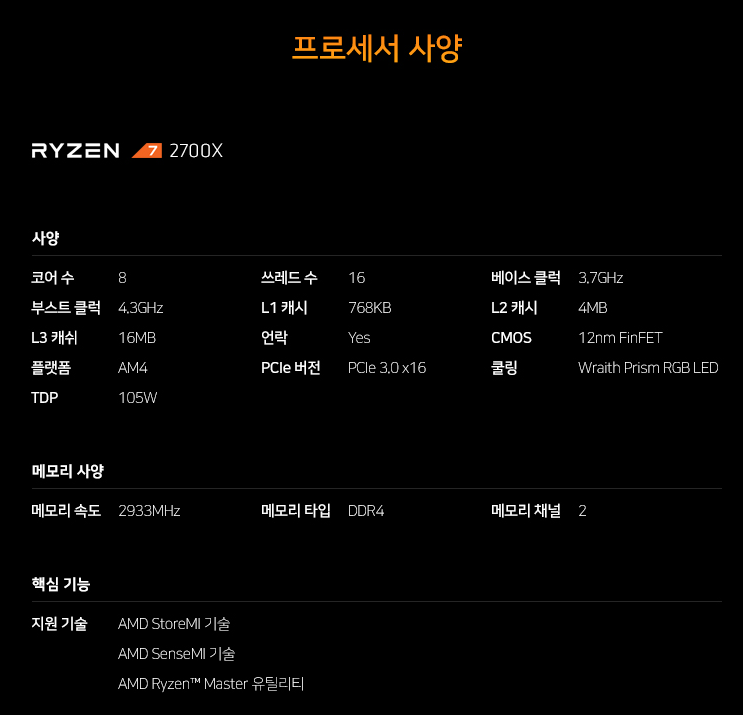 프로세서 사양
RYZEN 7 2700X
사양
코어 수 8 쓰레드 수 16 베이스 클럭 3.7GHz
부스트 클럭 4.3GHz L1 캐시 768KB L2 캐시 4MB
L3 캐쉬 16MB 언락 Yes CMOS 12nm FinFET
플랫폼 AM4 PCIe 버전 PCIe 3.0 x16 쿨링 Wraith Prism RGB LED
TDP 105W
메모리 사양
메모리 속도 2933MHz 메모리 타입 DDR4 메모리 채널 2
핵심 기능
지원 기술 AMD StoreMI 기술
AMD SenseMI 기술
AMD Ryzen™ Master 유틸리티